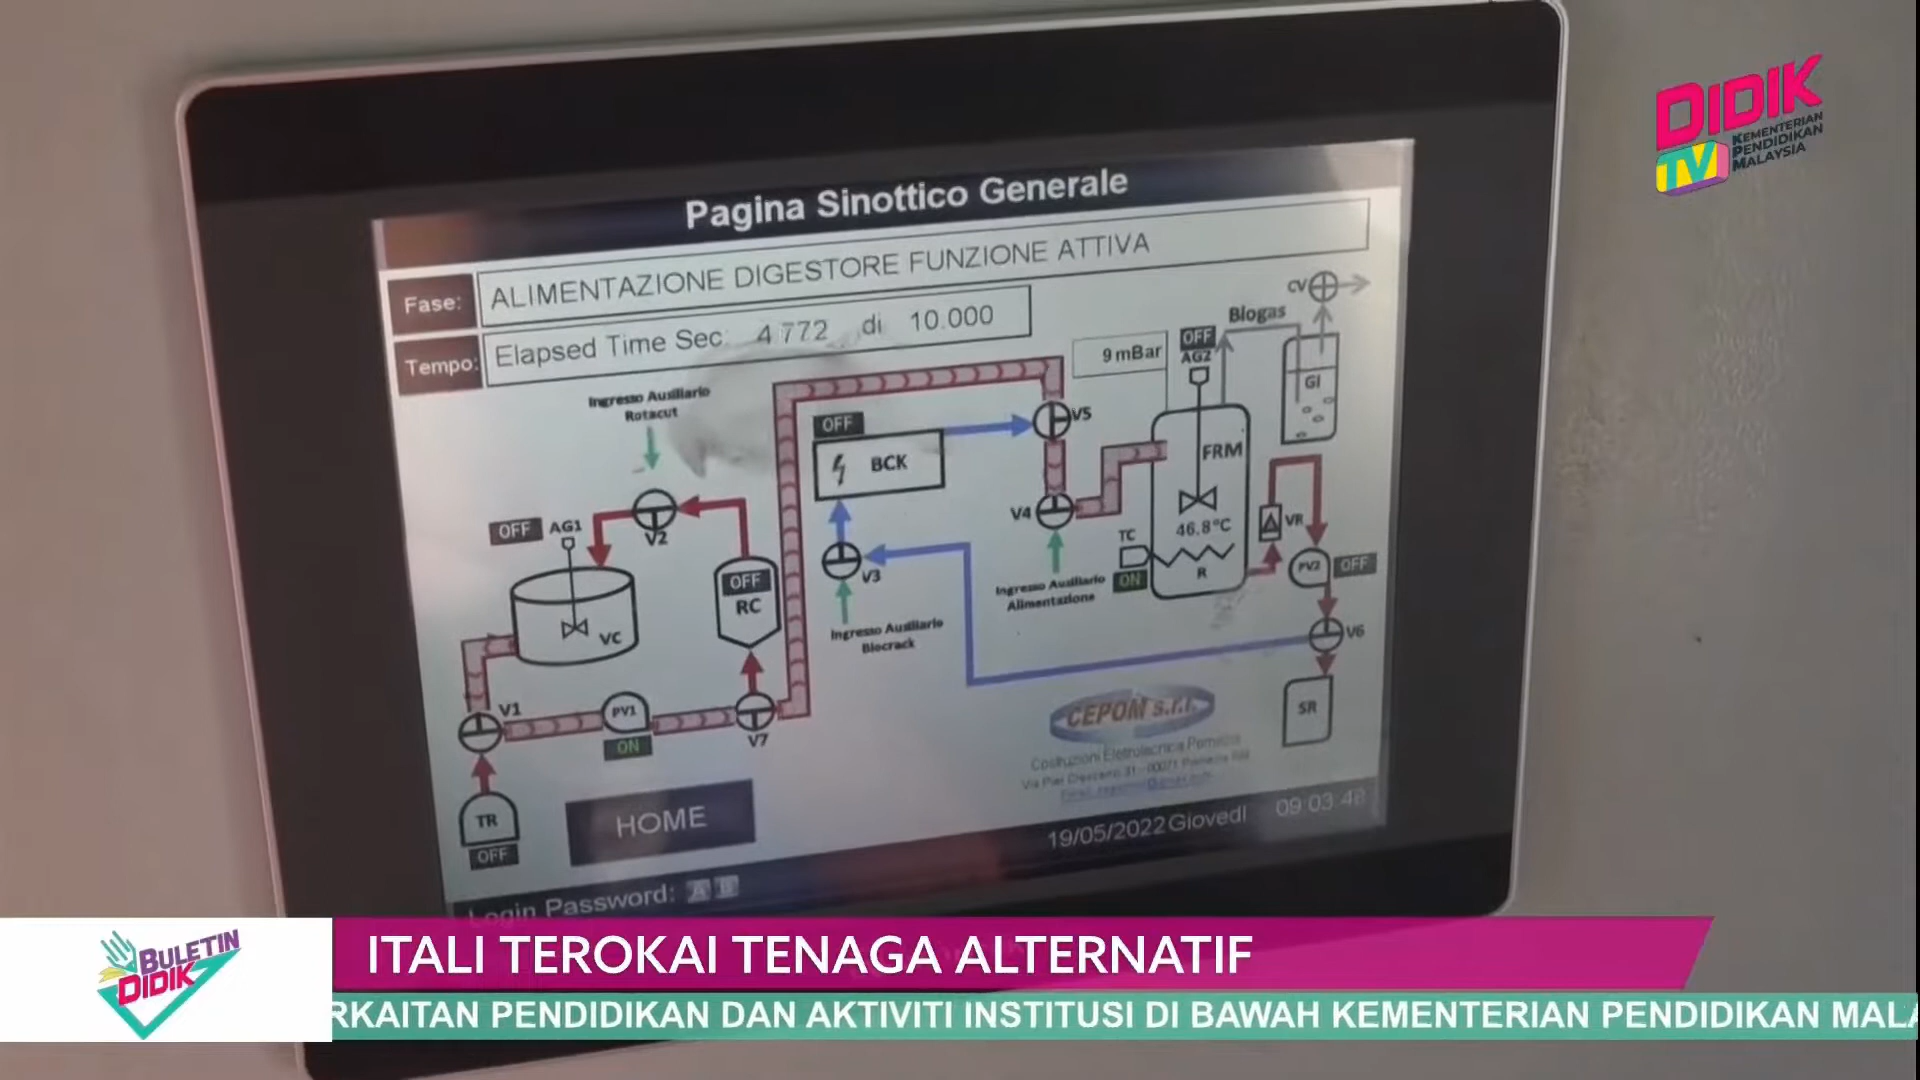 DIDIK
TV
KEMENTERIAN
PENDIDIKAN
MALAYSIA
Pagina Sinottico Generale
Fase: ALIMENTAZIONE DIGESTORE FUNZIONE ATTIVA
Tempo: Elapsed Time Sec: 4772 di 10.000
CV
Biogas
OFF
AG2
9 mBar
GI
Ingresso Ausiliario
Rotacut
OFF
BCK
V5
FRM
V4
OFF AG1
V2
46.8°C
TC
VR
V3
OFF
RC
ON
R
PV2 OFF
Ingresso Ausiliario
Alimentazione
Ingresso Ausiliario
Biocrack
VC
V6
V1
PV1
ON
V7
SR
CEPOM s.r.l.
TR
OFF
HOME
19/05/2022 Giovedì
Login Password:
BULETIN
DIDIK
ITALI TEROKAI TENAGA ALTERNATIF
RKAITAN PENDIDIKAN DAN AKTIVITI INSTITUSI DI BAWAH KEMENTERIAN PENDIDIKAN MALA